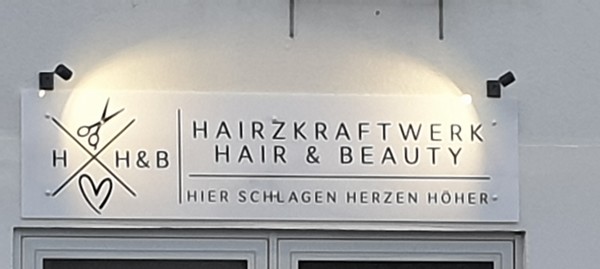 H H&B
HAIRZKRAFTWERK
HAIR & BEAUTY
HIER SCHLAGEN HERZEN HÖHER